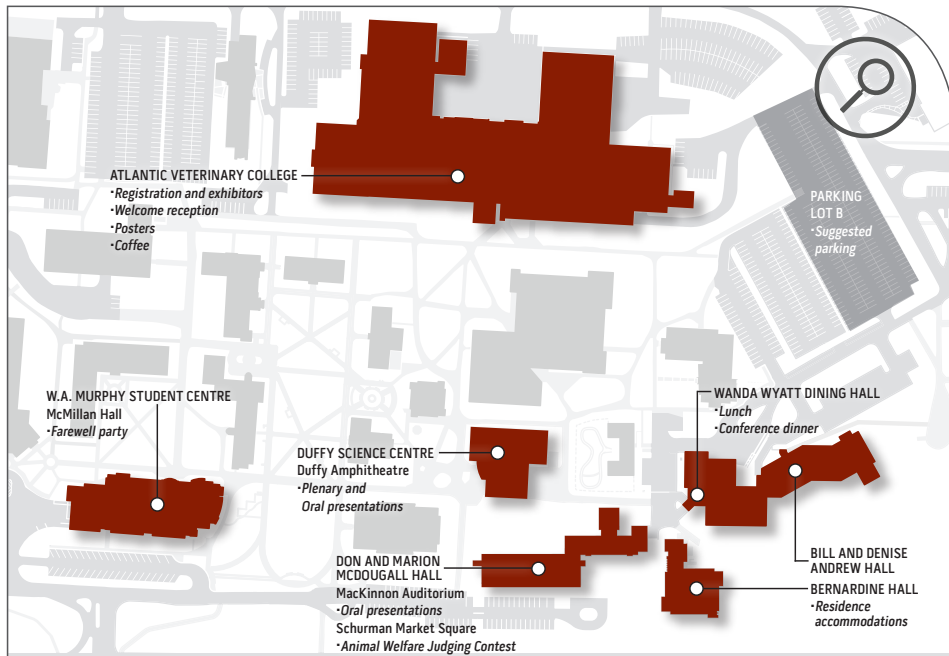 ATLANTIC VETERINARY COLLEGE
•Registration and exhibitors
•Welcome reception
•Posters
•Coffee
PARKING
LOT B
•Suggested
parking
W.A. MURPHY STUDENT CENTRE
McMillan Hall
•Farewell party
WANDA WYATT DINING HALL
•Lunch
•Conference dinner
DUFFY SCIENCE CENTRE
Duffy Amphitheatre
•Plenary and
Oral presentations
DON AND MARION
MCDOUGALL HALL
MacKinnon Auditorium
•Oral presentations
Schurman Market Square
•Animal Welfare Judging Contest
BILL AND DENISE
ANDREW HALL
BERNARDINE HALL
•Residence
accommodations